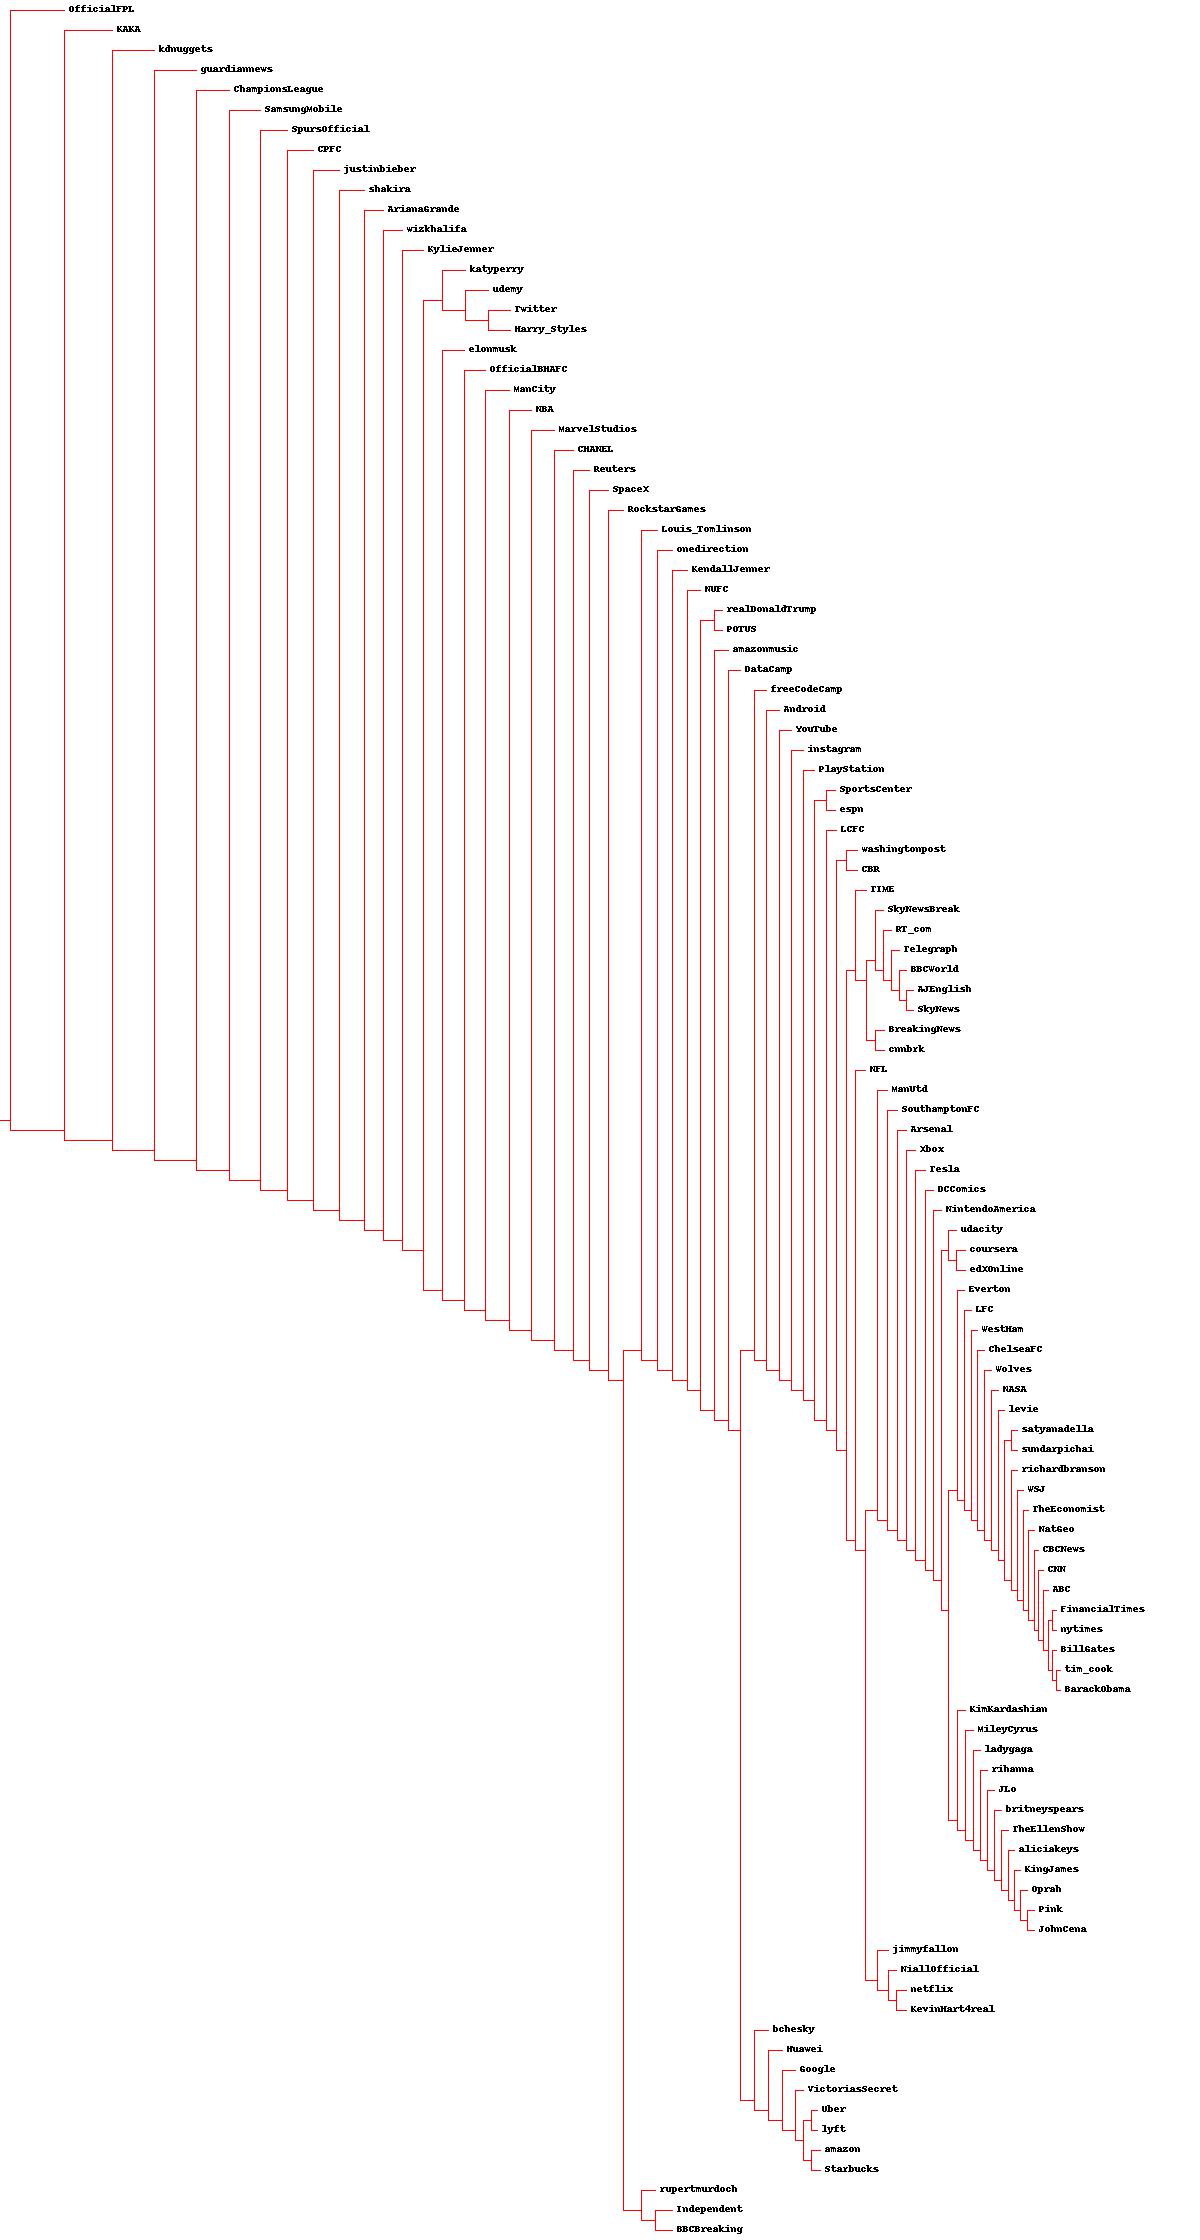 OfficialFPL
KAKA
kdnuggets
guardiannews
ChampionsLeague
SamsungMobile
SpursOfficial
CPFC
justinbieber
shakira
ArianaGrande
wizkhalifa
KylieJenner
katyperry
udemy
Twitter
Harry_Styles
elonmusk
OfficialBHAFC
ManCity
NBA
MarvelStudios
CHANEL
Reuters
SpaceX
RockstarGames
Louis_Tomlinson
onedirection
KendallJenner
NUFC
realDonaldTrump
POTUS
amazonmusic
DataCamp
freeCodeCamp
Android
YouTube
instagram
PlayStation
SportsCenter
espn
LCFC
washingtonpost
CBR
TIME
SkyNewsBreak
RT_com
Telegraph
BBCWorld
AJEnglish
SkyNews
BreakingNews
cnnbrk
NFL
ManUtd
SouthamptonFC
Arsenal
Xbox
Tesla
DCComics
NintendoAmerica
udacity
coursera
edXOnline
Everton
LFC
WestHam
ChelseaFC
Wolves
NASA
levie
satyanadella
sundarpichai
richardbranson
WSJ
TheEconomist
NatGeo
CBCNews
CNN
ABC
FinancialTimes
nytimes
BillGates
tim_cook
BarackObama
KimKardashian
MileyCyrus
ladygaga
rihanna
JLo
britneyspears
TheEllenShow
aliciakeys
KingJames
Oprah
Pink
JohnCena
jimmyfallon
NiallOfficial
netflix
KevinHart4real
bchesky
Huawei
Google
VictoriasSecret
Uber
lyft
amazon
Starbucks
rupertmurdoch
Independent
BBCBreaking